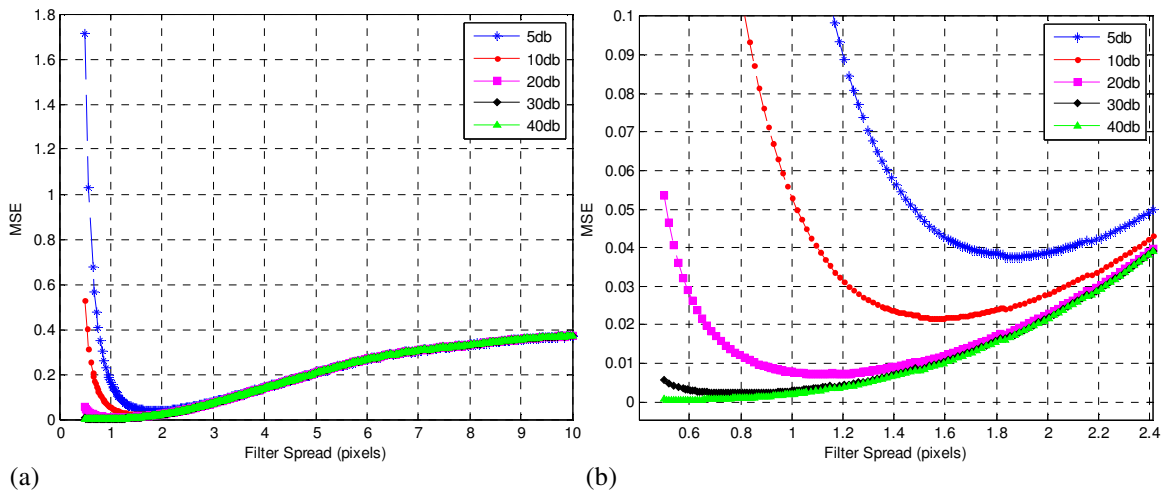 1.8
1.6
1.4
1.2
1
0.8
0.6
0.4
0.2
0
MSE
0 1 2 3 4 5 6 7 8 9 10
Filter Spread (pixels)
5db
10db
20db
30db
40db
(a)
0.1
0.09
0.08
0.07
0.06
0.05
0.04
0.03
0.02
0.01
0
MSE
0.6 0.8 1 1.2 1.4 1.6 1.8 2 2.2 2.4
Filter Spread (pixels)
5db
10db
20db
30db
40db
(b)